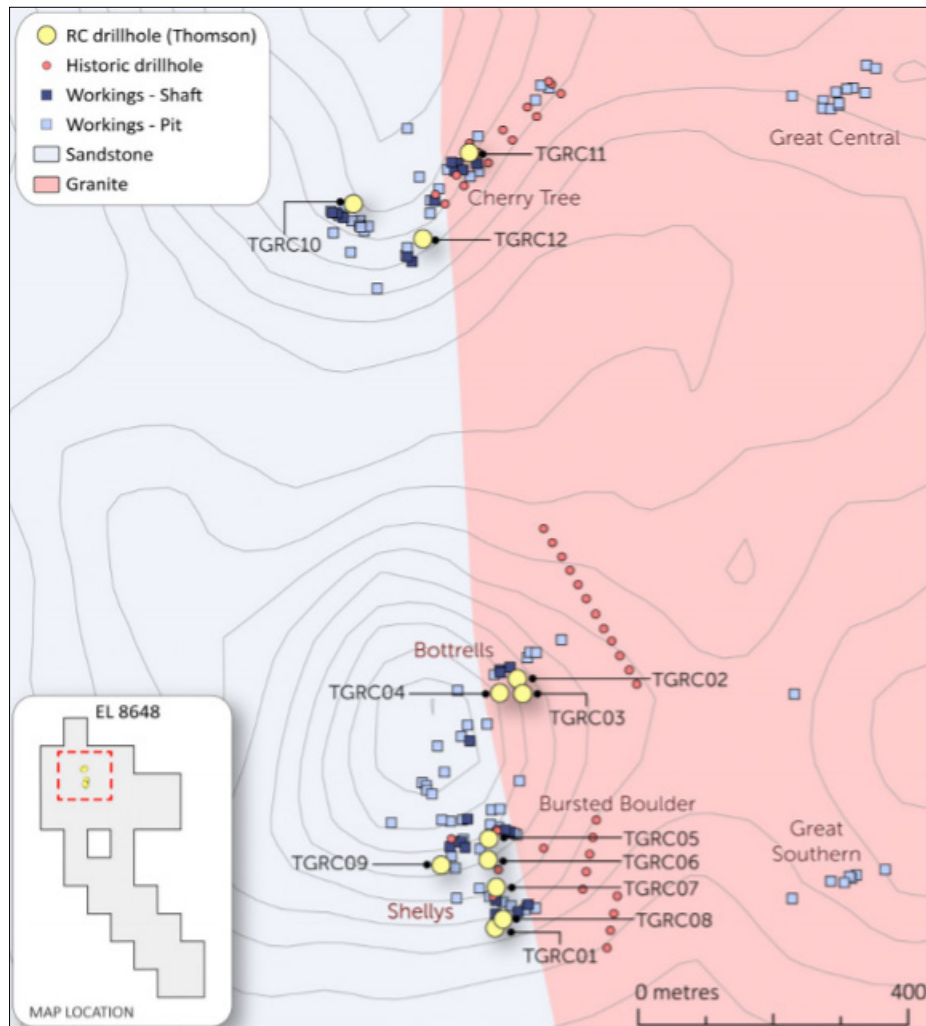 RC drillhole (Thomson)
Historic drillhole
Workings - Shaft
Workings - Pit
Sandstone
Granite
Great Central
TGRC11
Cherry Tree
TGRC10
TGRC12
Bottrells
TGRC02
TGRC04
TGRC03
EL 8648
Bursted Boulder
TGRC05
Great
Southern
TGRC09
TGRC06
TGRC07
Shellys
TGRC08
TGRC01
0 metres
400
MAP LOCATION